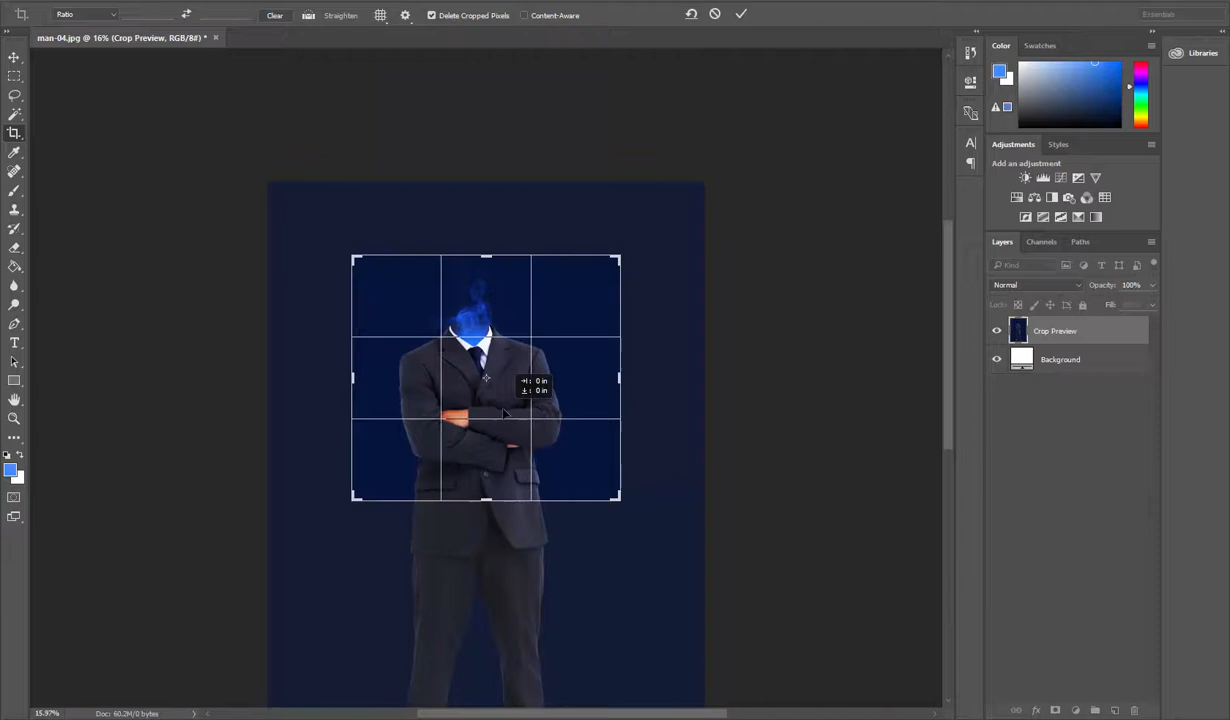 Ratio
Clear
Straighten
Delete Cropped Pixels
Content-Aware
Essentials
man-04.jpg @ 16% (Crop Preview, RGB/8#) *
Color
Swatches
Libraries
Adjustments
Styles
Add an adjustment
Layers
Channels
Paths
Kind
Normal
Opacity:
100%
Lock:
Fill:
Crop Preview
Background
: 0 in
: 0 in
15.97%
Doc: 60.2M/0 bytes